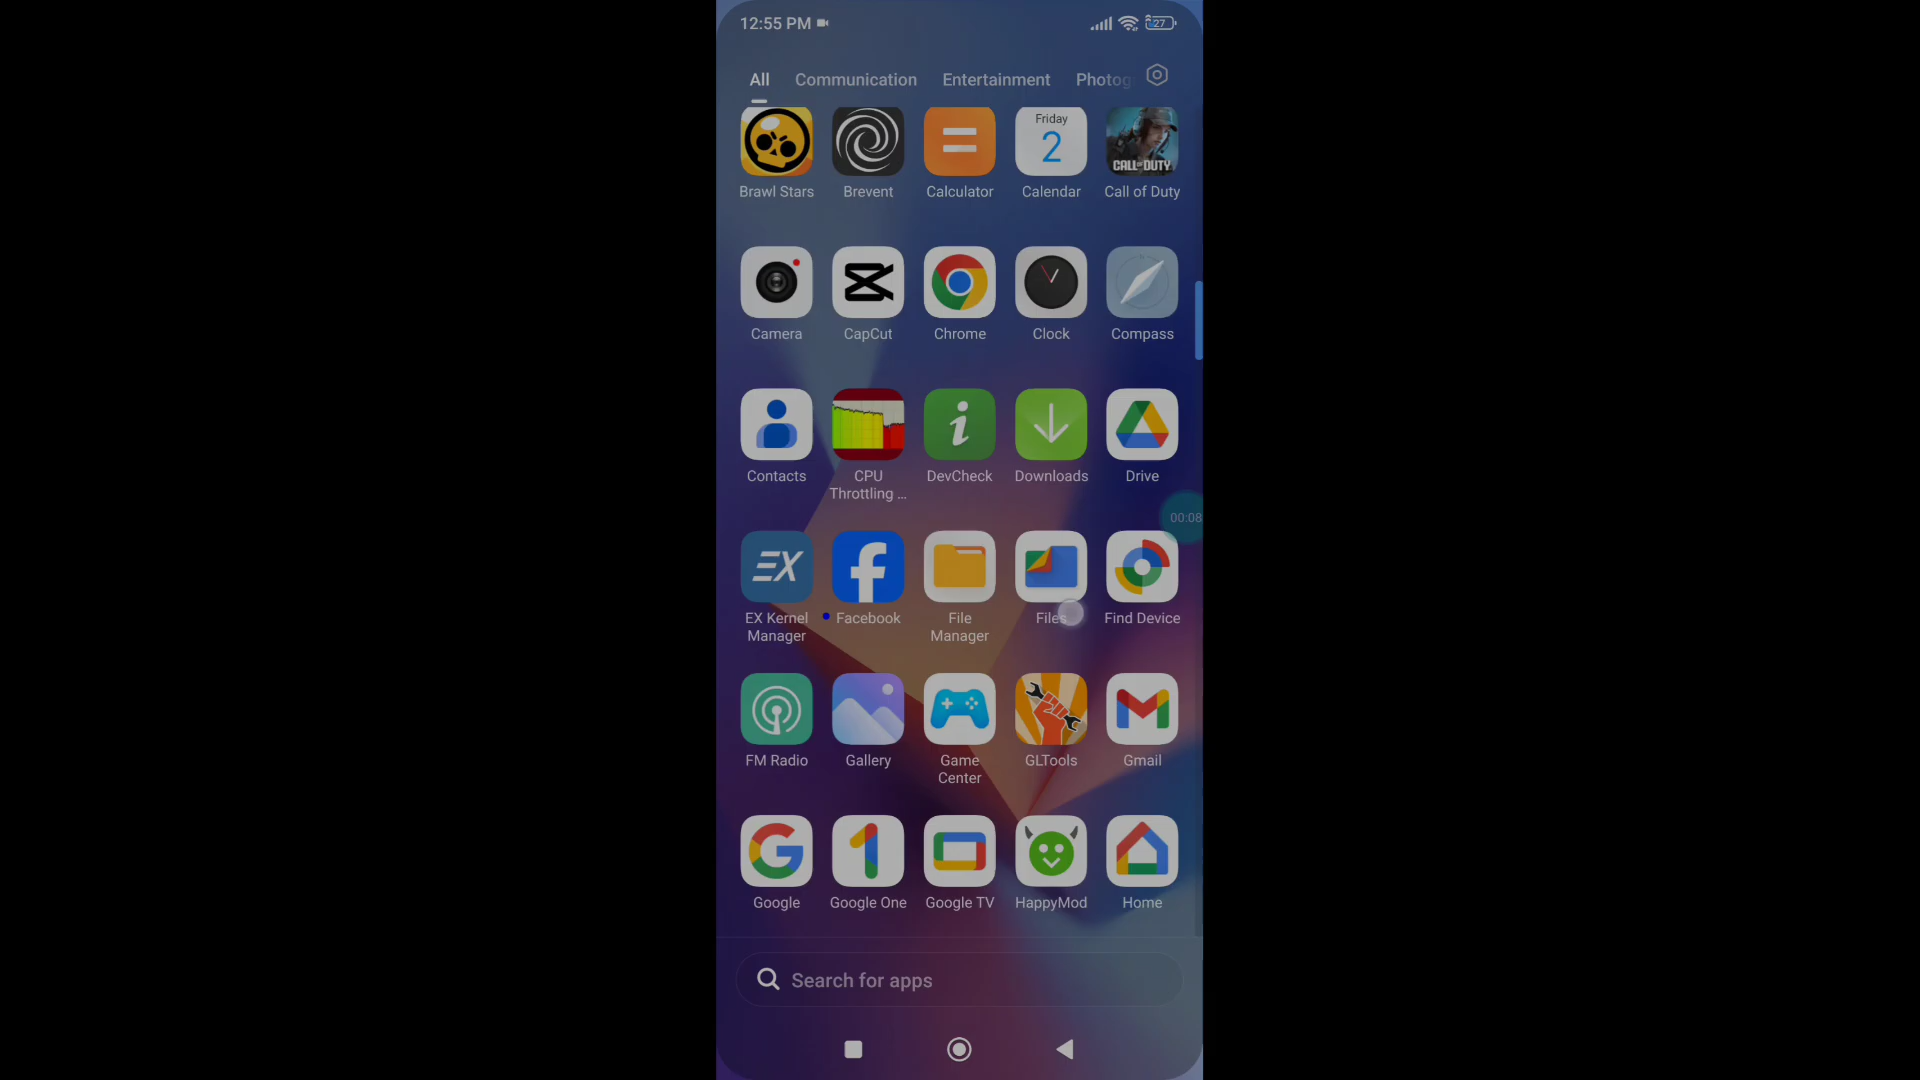 12:55 PM
27
All Communication Entertainment Photog
Friday
2
CALL OF DUTY
Brawl Stars Brevent Calculator Calendar Call of Duty
Camera CapCut Chrome Clock Compass
Contacts CPU Throttling ... DevCheck Downloads Drive
00:08
EX
EX Kernel Manager Facebook File Manager Files Find Device
FM Radio Gallery Game Center GLTools Gmail
Google Google One Google TV HappyMod Home
Search for apps